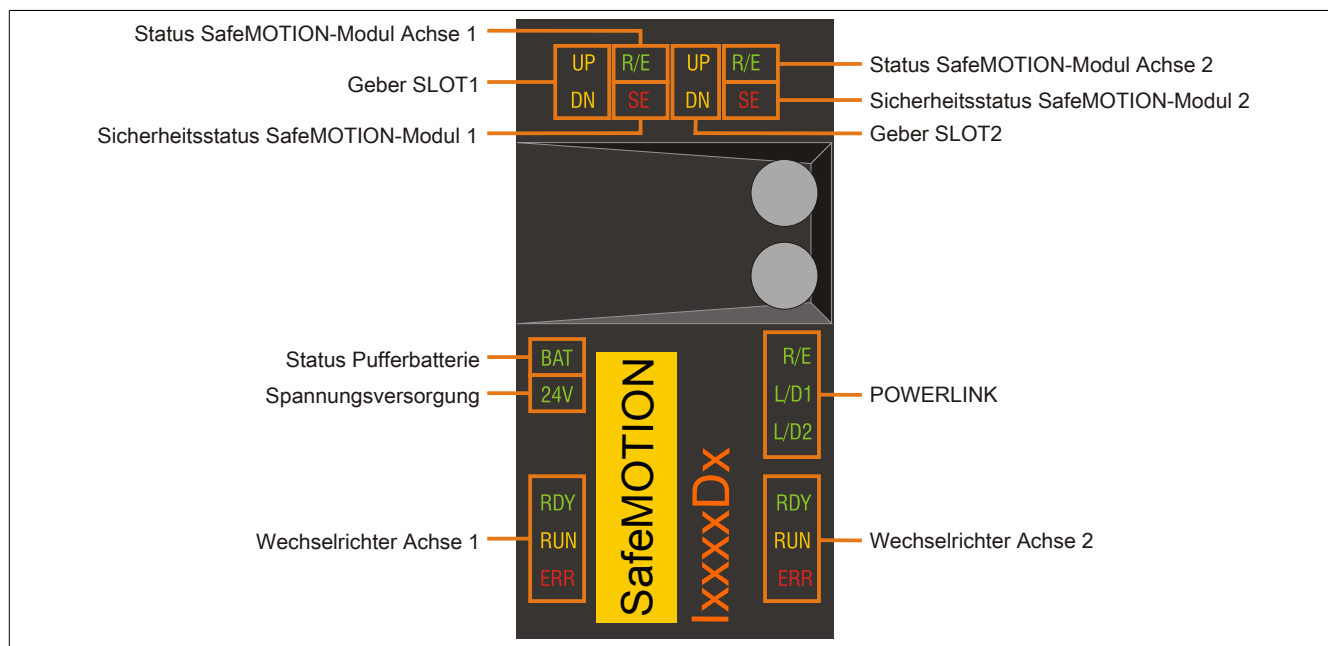 Status SafeMOTION-Modul Achse 1
Geber SLOT1
Sicherheitsstatus SafeMOTION-Modul 1
UP R/E UP R/E
DN SE DN SE
Status SafeMOTION-Modul Achse 2
Sicherheitsstatus SafeMOTION-Modul 2
Geber SLOT2
Status Pufferbatterie
Spannungsversorgung
BAT
24V
R/E
L/D1
L/D2
POWERLINK
SafeMOTION
IxxxxDx
Wechselrichter Achse 1
RDY
RUN
ERR
RDY
RUN
ERR
Wechselrichter Achse 2